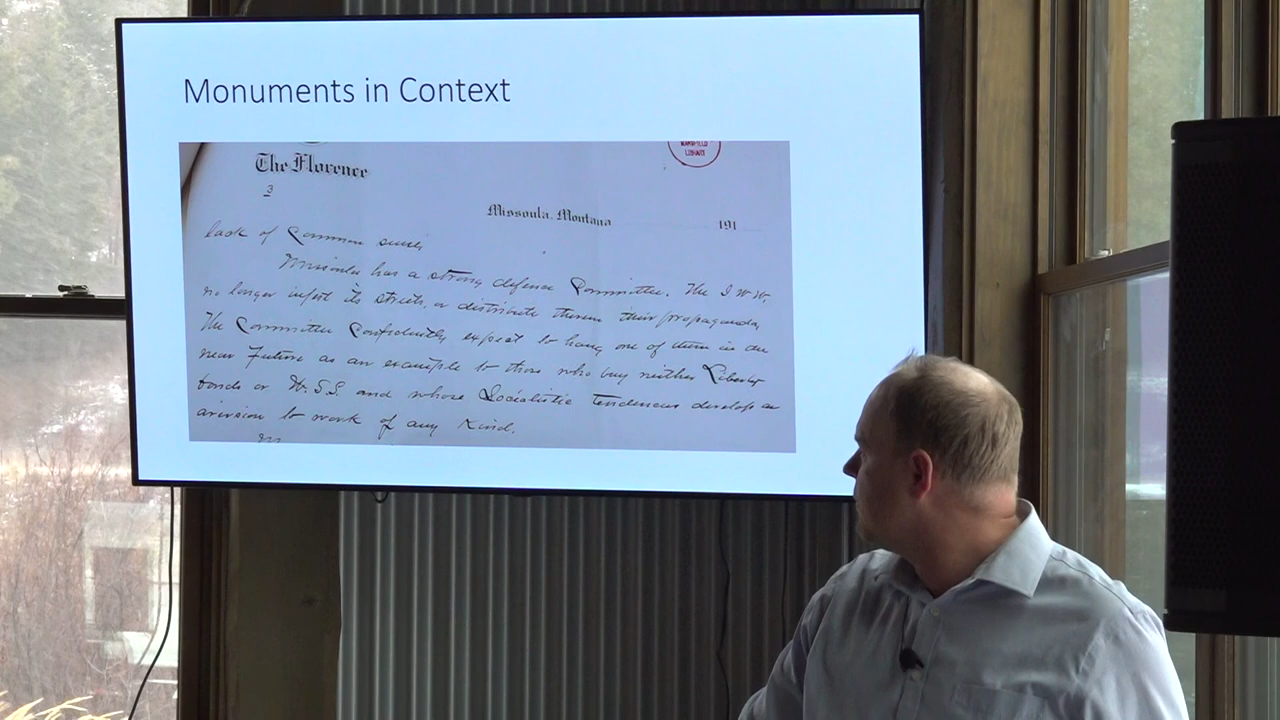 Monuments in Context
The Florence
3
MANSFIELD
LIBRARY
Missoula, Montana 191
lack of Common sense,
Missoula has a strong defense Committee. The I.W.W.
no longer infest its streets, or distribute therein their propaganda,
The Committee Confidently expect to hang one of them in the
near Future as an example to those who buy neither Liberty
bonds or W.S.S. and whose Socialistic Tendencies develop an
aversion to work of any Kind.